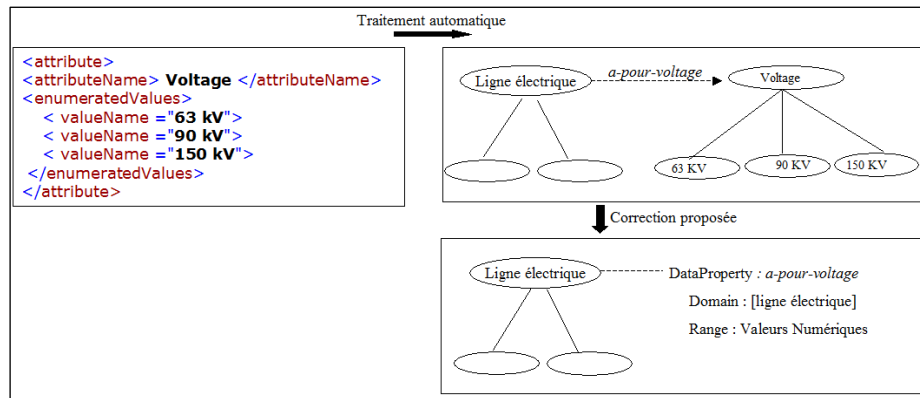 Traitement automatique
<attribute>
<attributeName> Voltage </attributeName>
<enumeratedValues>
< valueName ="63 kV">
< valueName ="90 kV">
< valueName ="150 kV">
</enumeratedValues>
</attribute>
Ligne électrique
a-pour-voltage
Voltage
63 KV
90 KV
150 KV
Correction proposée
Ligne électrique
DataProperty : a-pour-voltage
Domain : [ligne électrique]
Range : Valeurs Numériques